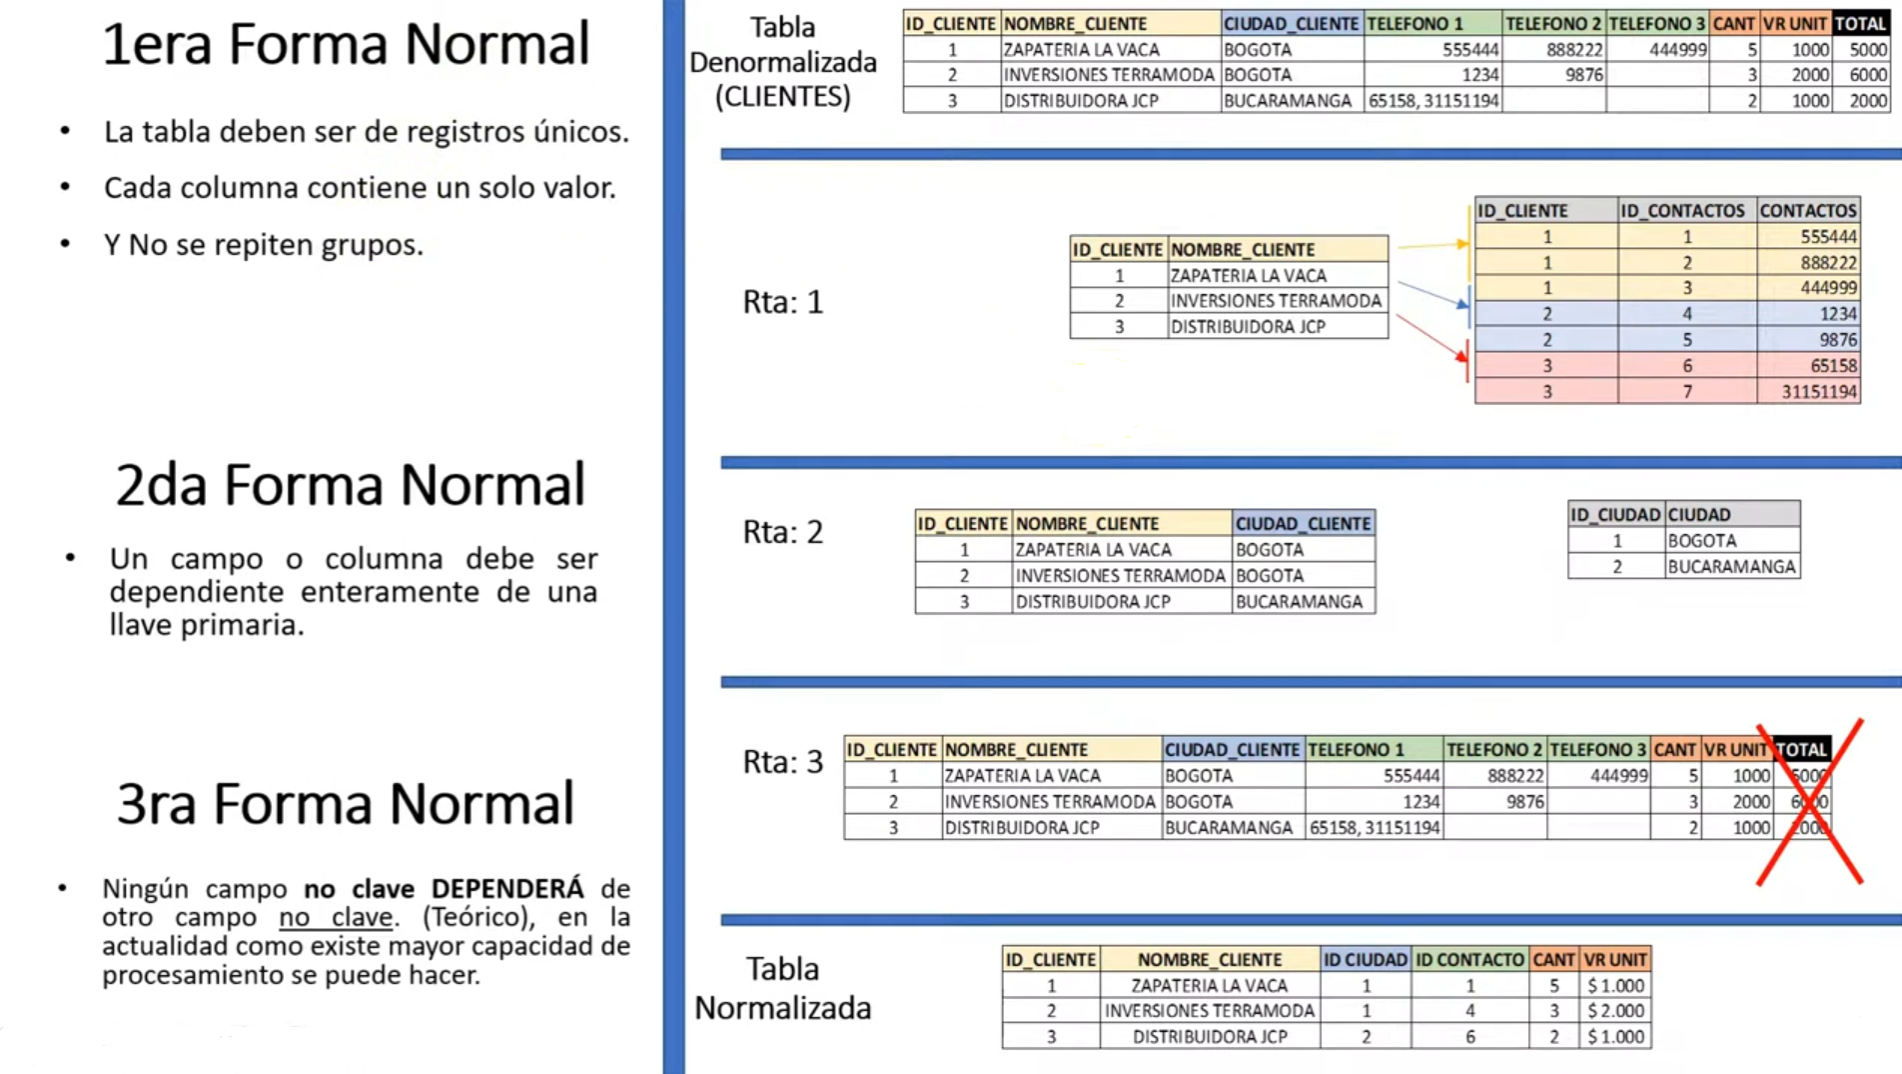 1era Forma Normal
• La tabla deben ser de registros únicos.
• Cada columna contiene un solo valor.
• Y No se repiten grupos.
2da Forma Normal
• Un campo o columna debe ser
dependiente enteramente de una
llave primaria.
3ra Forma Normal
• Ningún campo no clave DEPENDERÁ de
otro campo no clave. (Teórico), en la
actualidad como existe mayor capacidad de
procesamiento se puede hacer.
Tabla
Denormalizada
(CLIENTES)
ID_CLIENTE NOMBRE_CLIENTE CIUDAD_CLIENTE TELEFONO 1 TELEFONO 2 TELEFONO 3 CANT VR UNIT TOTAL
1 ZAPATERIA LA VACA BOGOTA 555444 888222 444999 5 1000 5000
2 INVERSIONES TERRAMODA BOGOTA 1234 9876 3 2000 6000
3 DISTRIBUIDORA JCP BUCARAMANGA 65158, 31151194 2 1000 2000
Rta: 1
ID_CLIENTE NOMBRE_CLIENTE
1 ZAPATERIA LA VACA
2 INVERSIONES TERRAMODA
3 DISTRIBUIDORA JCP
ID_CLIENTE ID_CONTACTOS CONTACTOS
1 1 555444
1 2 888222
1 3 444999
2 4 1234
2 5 9876
3 6 65158
3 7 31151194
Rta: 2
ID_CLIENTE NOMBRE_CLIENTE CIUDAD_CLIENTE
1 ZAPATERIA LA VACA BOGOTA
2 INVERSIONES TERRAMODA BOGOTA
3 DISTRIBUIDORA JCP BUCARAMANGA
ID_CIUDAD CIUDAD
1 BOGOTA
2 BUCARAMANGA
Rta: 3
ID_CLIENTE NOMBRE_CLIENTE CIUDAD_CLIENTE TELEFONO 1 TELEFONO 2 TELEFONO 3 CANT VR UNIT TOTAL
1 ZAPATERIA LA VACA BOGOTA 555444 888222 444999 5 1000 5000
2 INVERSIONES TERRAMODA BOGOTA 1234 9876 3 2000 6000
3 DISTRIBUIDORA JCP BUCARAMANGA 65158, 31151194 2 1000 2000
Tabla
Normalizada
ID_CLIENTE NOMBRE_CLIENTE ID CIUDAD ID CONTACTO CANT VR UNIT
1 ZAPATERIA LA VACA 1 1 5 $ 1.000
2 INVERSIONES TERRAMODA 1 4 3 $ 2.000
3 DISTRIBUIDORA JCP 2 6 2 $ 1.000